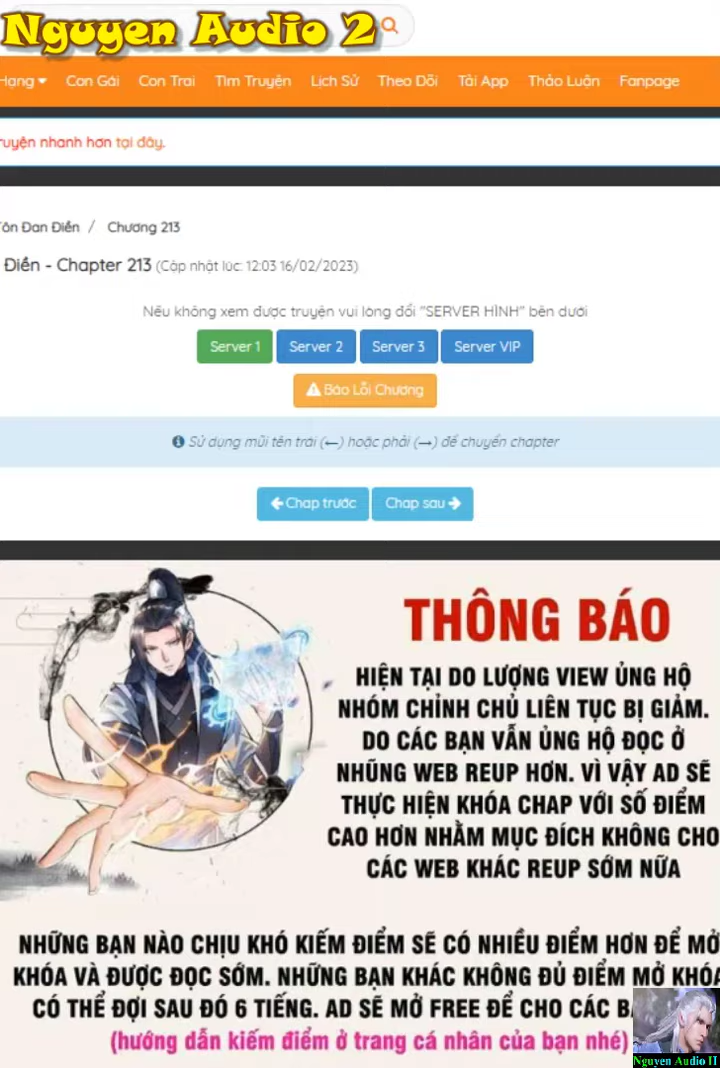 Nguyen Audio 2
Hạng Con Gái Con Trai Tìm Truyện Lịch Sử Theo Dõi Tải App Thảo Luận Fanpage
ruyện nhanh hơn tại đây.
Tôn Đan Điền / Chương 213
Điền - Chapter 213 (Cập nhật lúc: 12:03 16/02/2023)
Nếu không xem được truyện vui lòng đổi "SERVER HÌNH" bên dưới
Server 1 Server 2 Server 3 Server VIP
Báo Lỗi Chương
Sử dụng mũi tên trái (←) hoặc phải (→) để chuyển chapter
Chap trước Chap sau
THÔNG BÁO
HIỆN TẠI DO LƯỢNG VIEW ỦNG HỘ
NHÓM CHỈNH CHỦ LIÊN TỤC BỊ GIẢM.
DO CÁC BẠN VẪN ỦNG HỘ ĐỌC Ở
NHŨNG WEB REUP HƠN. VÌ VẬY AD SẼ
THỰC HIỆN KHÓA CHAP VỚI SỐ ĐIỂM
CAO HƠN NHẰM MỤC ĐÍCH KHÔNG CHO
CÁC WEB KHÁC REUP SỚM NỮA
NHỮNG BẠN NÀO CHỊU KHÓ KIẾM ĐIỂM SẼ CÓ NHIỀU ĐIỂM HƠN ĐỂ MỞ
KHÓA VÀ ĐƯỢC ĐỌC SỚM. NHỮNG BẠN KHÁC KHÔNG ĐỦ ĐIỂM MỞ KHÓA
CÓ THỂ ĐỢI SAU ĐÓ 6 TIẾNG. AD SẼ MỞ FREE ĐỂ CHO CÁC
(hướng dẫn kiếm điểm ở trang cá nhân của bạn nhé)
Nguyen Audio II